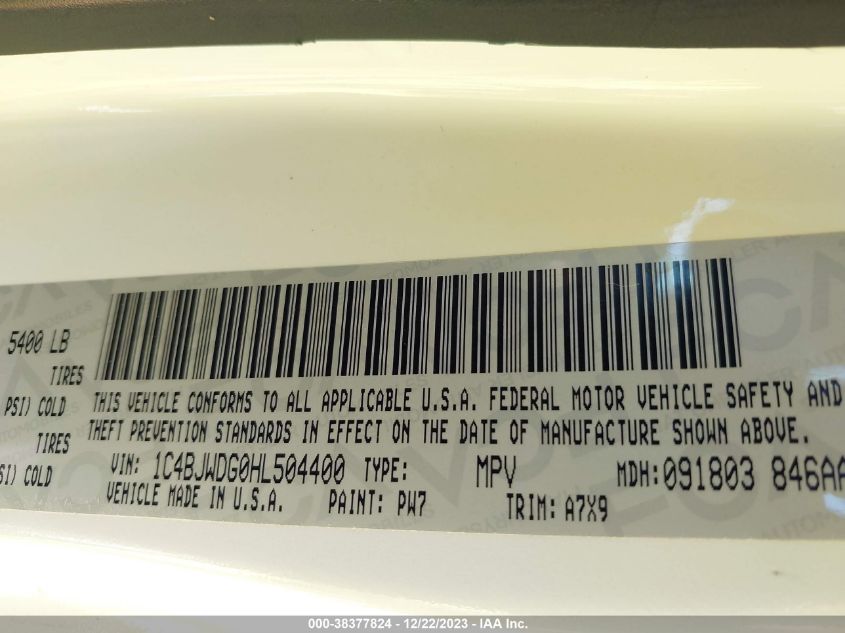 5400 LB
TIRES
PSI) COLD
TIRES
SI) COLD
THIS VEHICLE CONFORMS TO ALL APPLICABLE U.S.A. FEDERAL MOTOR VEHICLE SAFETY AND
THEFT PREVENTION STANDARDS IN EFFECT ON THE DATE OF MANUFACTURE SHOWN ABOVE.
VIN: 1C4BJWDG0HL504400 TYPE: MPV MDH:091803 846AA
VEHICLE MADE IN U.S.A. PAINT: PW7 TRIM: A7X9
000-38377824 - 12/22/2023 - IAA Inc.